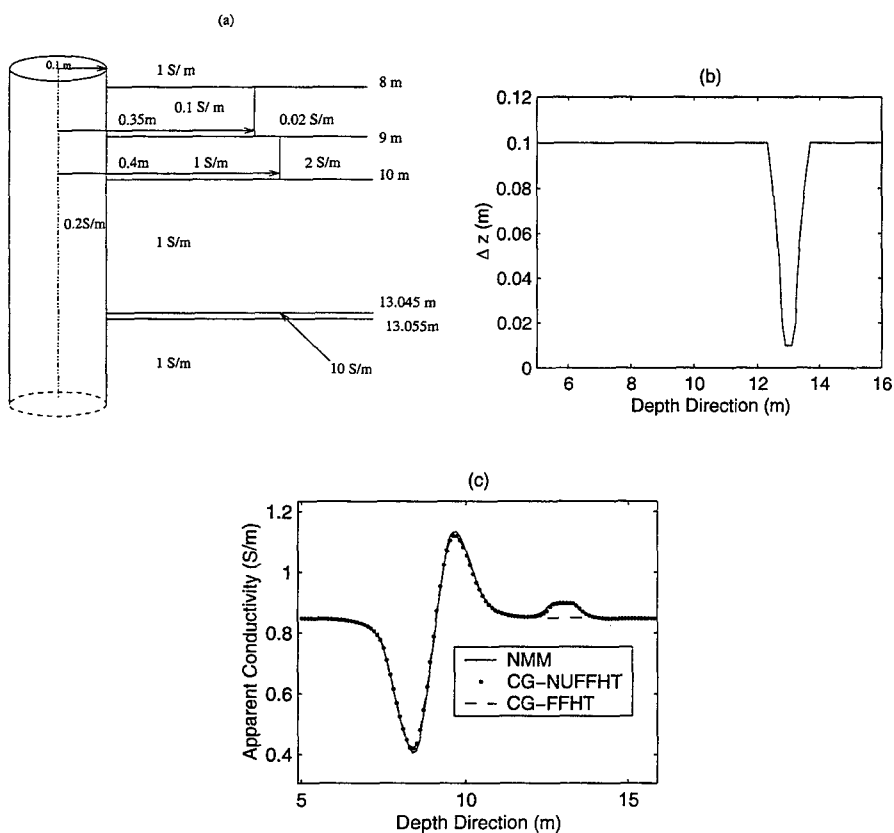 (a)
0.1 m
1 S/ m
8 m
0.1 S/ m
0.35m
0.02 S/m
9 m
0.4m
1 S/m
2 S/m
10 m
0.2S/m
1 S/m
13.045 m
13.055m
1 S/m
10 S/m
(b)
0.12
0.1
0.08
0.06
0.04
0.02
0
Δ z (m)
6
8
10
12
14
16
Depth Direction (m)
(c)
1.2
1
0.8
0.6
0.4
Apparent Conductivity (S/m)
NMM
CG-NUFFHT
CG-FFHT
5
10
15
Depth Direction (m)